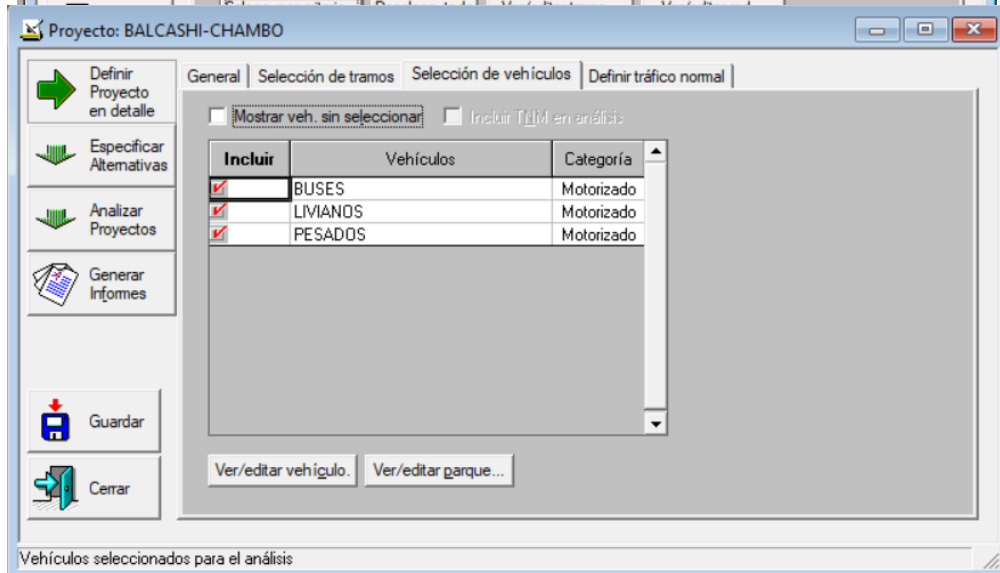 Proyecto: BALCASHI-CHAMBO
Definir
Proyecto
en detalle
Especificar
Alternativas
Analizar
Proyectos
Generar
Informes
Guardar
Cerrar
General Selección de tramos Selección de vehículos Definir tráfico normal
Mostrar veh. sin seleccionar Incluir TNM en análisis
Incluir Vehículos Categoría
BUSES Motorizado
LIVIANOS Motorizado
PESADOS Motorizado
Ver/editar vehículo. Ver/editar parque...
Vehículos seleccionados para el análisis